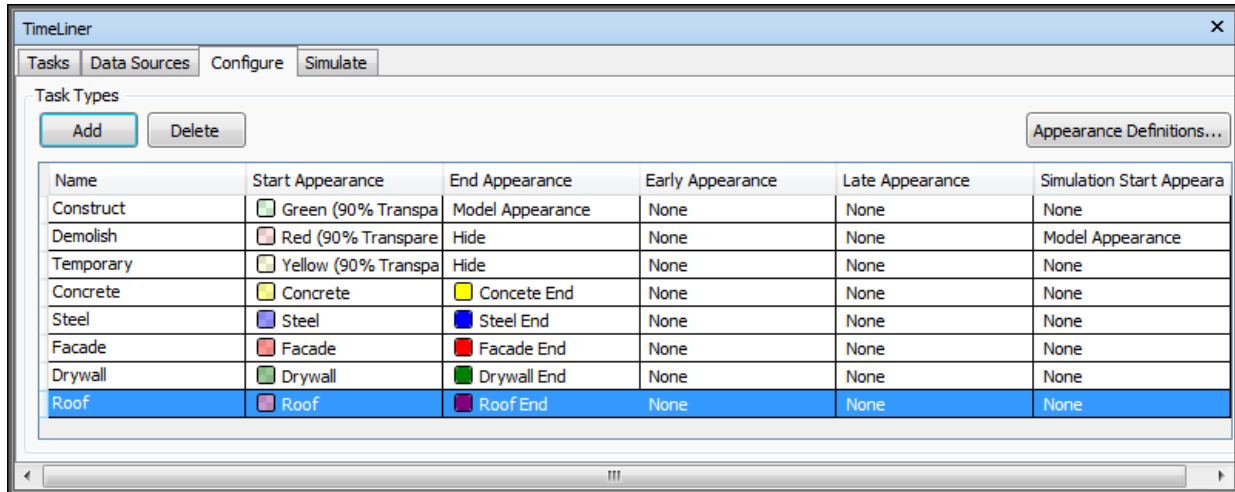 TimeLiner
Tasks Data Sources Configure Simulate
Task Types
Add Delete Appearance Definitions...
Name Start Appearance End Appearance Early Appearance Late Appearance Simulation Start Appeara
Construct Green (90% Transpa Model Appearance None None None
Demolish Red (90% Transpare Hide None None Model Appearance
Temporary Yellow (90% Transpa Hide None None None
Concrete Concrete Concete End None None None
Steel Steel Steel End None None None
Facade Facade Facade End None None None
Drywall Drywall Drywall End None None None
Roof Roof Roof End None None None